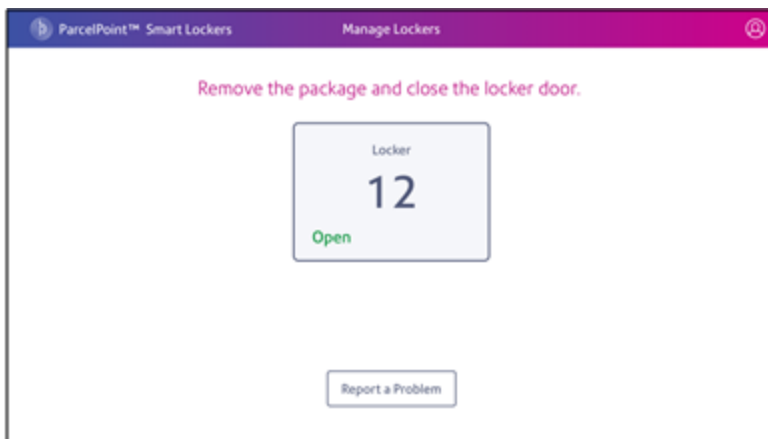 ParcelPoint™ Smart Lockers Manage Lockers
Remove the package and close the locker door.
Locker
12
Open
Report a Problem